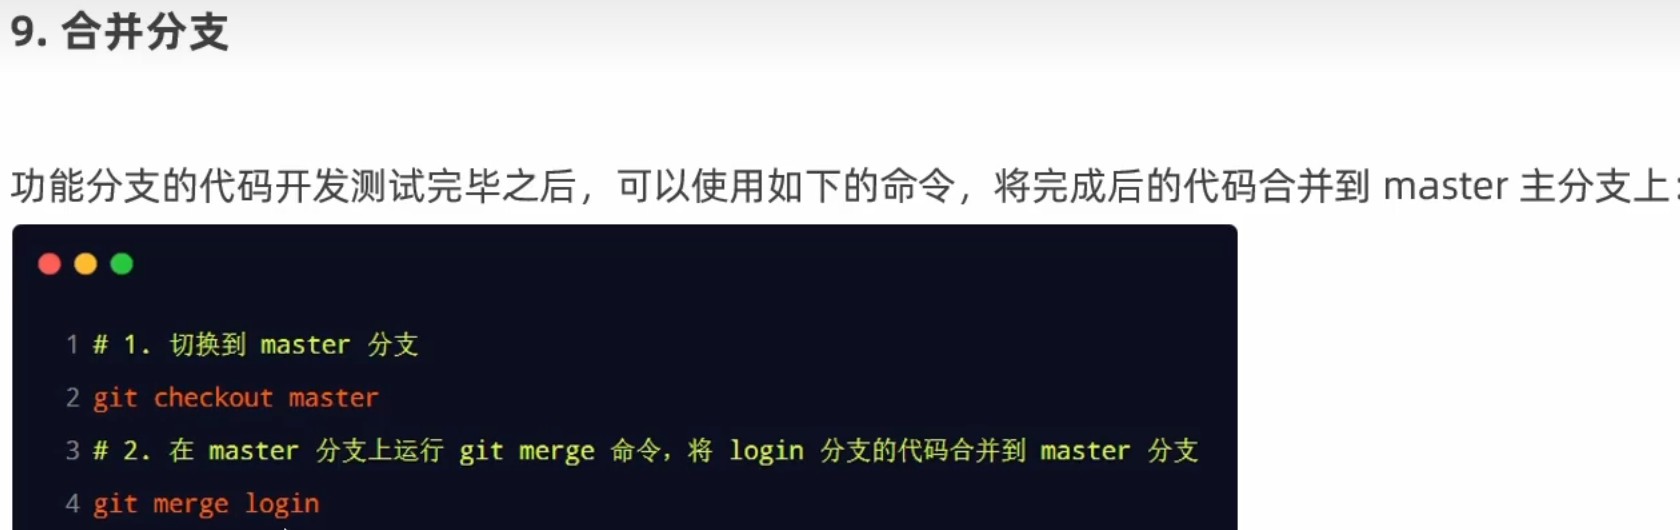 9. 合并分支
功能分支的代码开发测试完毕之后，可以使用如下的命令，将完成后的代码合并到 master 主分支上：
1 # 1. 切换到 master 分支
2 git checkout master
3 # 2. 在 master 分支上运行 git merge 命令，将 login 分支的代码合并到 master 分支
4 git merge login